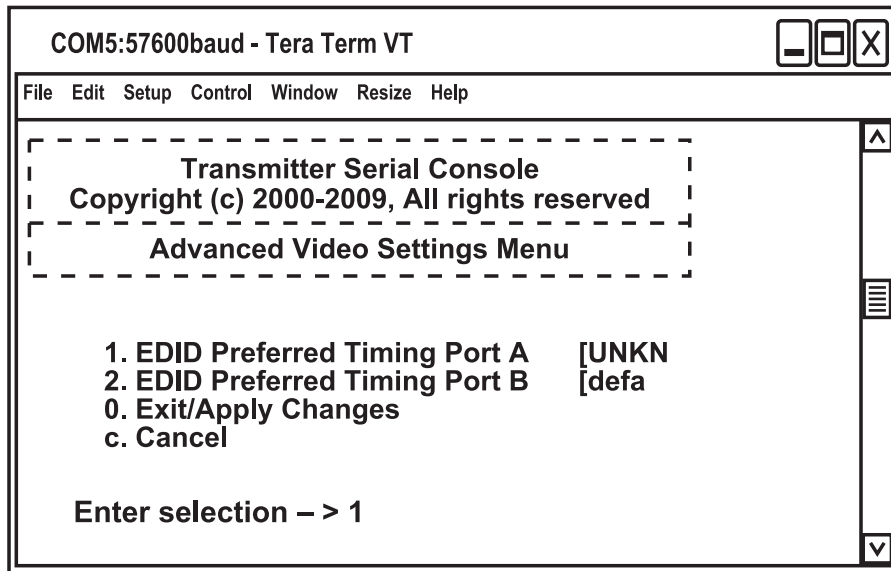 COM5:57600baud - Tera Term VT
File Edit Setup Control Window Resize Help
Transmitter Serial Console
Copyright (c) 2000-2009, All rights reserved
Advanced Video Settings Menu
1. EDID Preferred Timing Port A [UNKN
2. EDID Preferred Timing Port B [defa
0. Exit/Apply Changes
c. Cancel
Enter selection – > 1